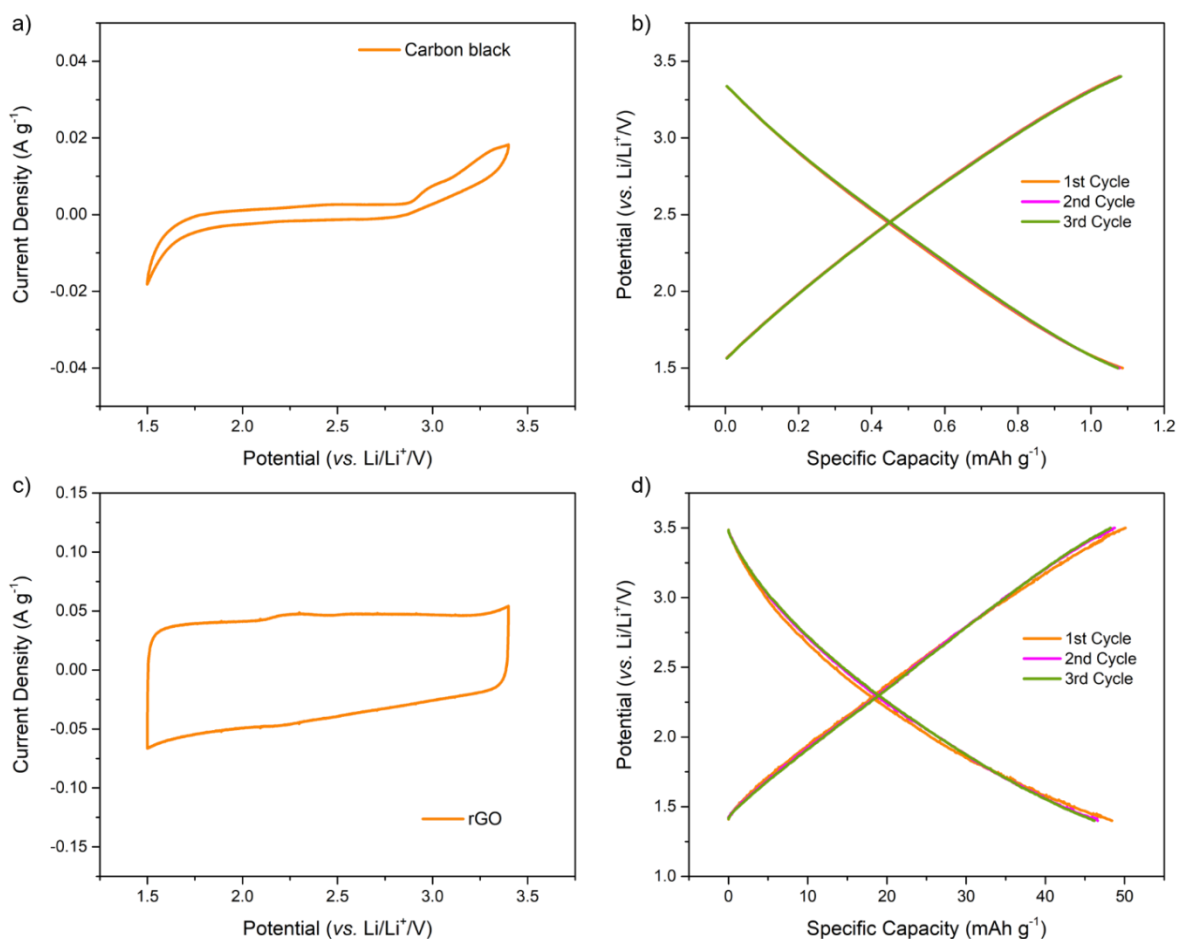 a)
Carbon black
0.04
0.02
0.00
-0.02
-0.04
Current Density (A g⁻¹)
1.5 2.0 2.5 3.0 3.5
Potential (vs. Li/Li⁺/V)
b)
3.5
3.0
2.5
2.0
1.5
Potential (vs. Li/Li⁺/V)
1st Cycle
2nd Cycle
3rd Cycle
0.0 0.2 0.4 0.6 0.8 1.0 1.2
Specific Capacity (mAh g⁻¹)
c)
0.15
0.10
0.05
0.00
-0.05
-0.10
-0.15
Current Density (A g⁻¹)
rGO
1.5 2.0 2.5 3.0 3.5
Potential (vs. Li/Li⁺/V)
d)
3.5
3.0
2.5
2.0
1.5
1.0
Potential (vs. Li/Li⁺/V)
1st Cycle
2nd Cycle
3rd Cycle
0 10 20 30 40 50
Specific Capacity (mAh g⁻¹)